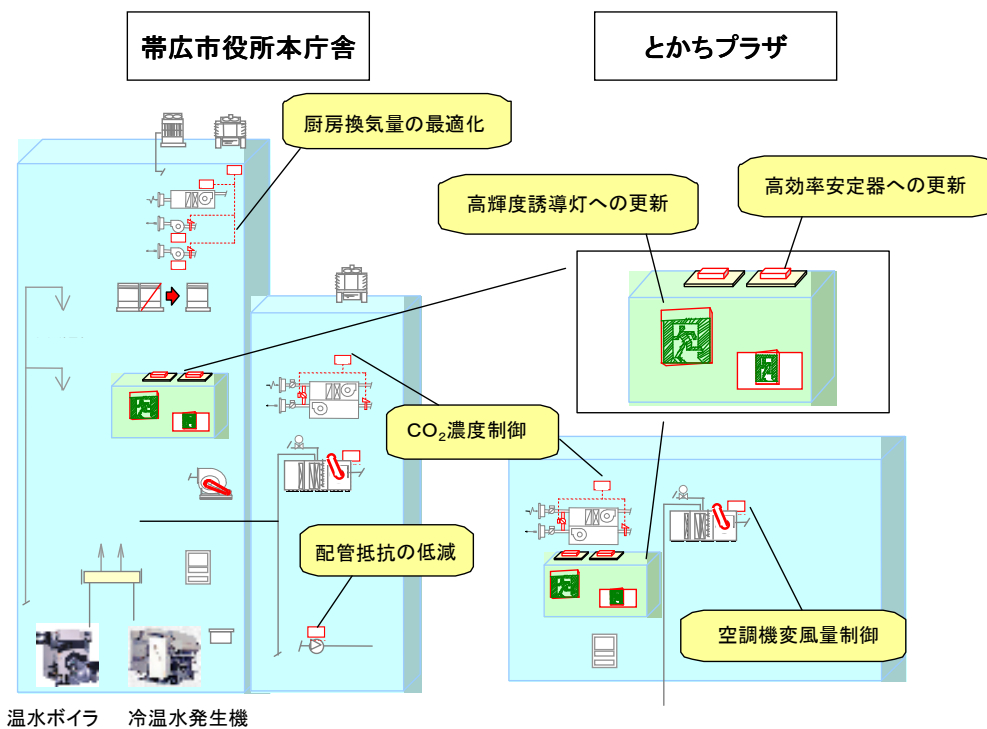 帯広市役所本庁舎
とかちプラザ
厨房換気量の最適化
高輝度誘導灯への更新
高効率安定器への更新
CO₂濃度制御
配管抵抗の低減
空調機変風量制御
温水ボイラ
冷温水発生機